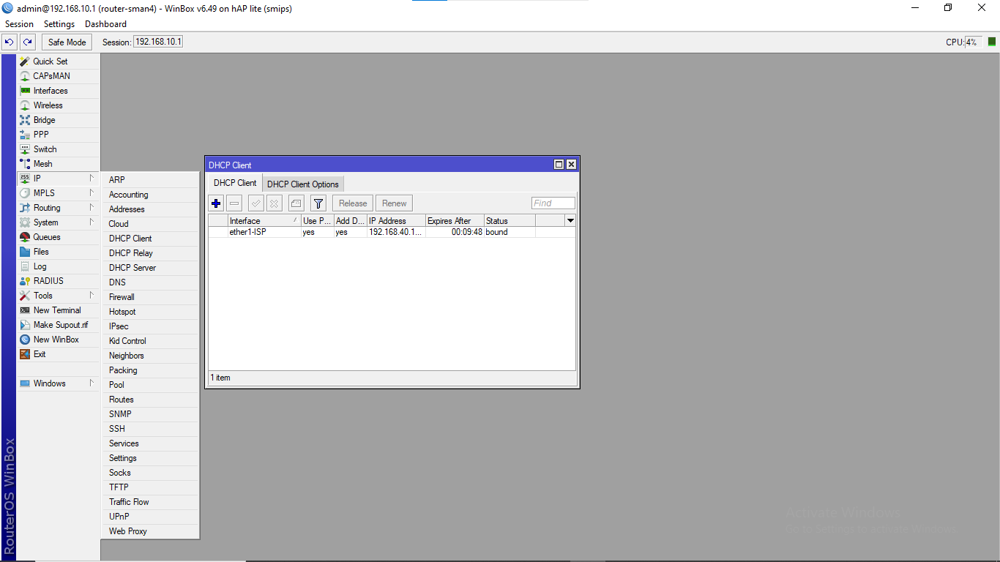 admin@192.168.10.1 (router-sman4) - WinBox v6.49 on hAP lite (smips)
Session Settings Dashboard
Safe Mode Session: 192.168.10.1 CPU: 4%
Quick Set
CAPsMAN
Interfaces
Wireless
Bridge
PPP
Switch
Mesh
IP
MPLS
Routing
System
Queues
Files
Log
RADIUS
Tools
New Terminal
Make Supout.rif
New WinBox
Exit
Windows
RouterOS WinBox
ARP
Accounting
Addresses
Cloud
DHCP Client
DHCP Relay
DHCP Server
DNS
Firewall
Hotspot
IPsec
Kid Control
Neighbors
Packing
Pool
Routes
SNMP
SSH
Services
Settings
Socks
TFTP
Traffic Flow
UPnP
Web Proxy
DHCP Client
DHCP Client DHCP Client Options
Release Renew Find
Interface Use P... Add D... IP Address Expires After Status
ether1-ISP yes yes 192.168.40.1... 00:09:48 bound
1 item
Activate Windows
Go to Settings to activate Windows.